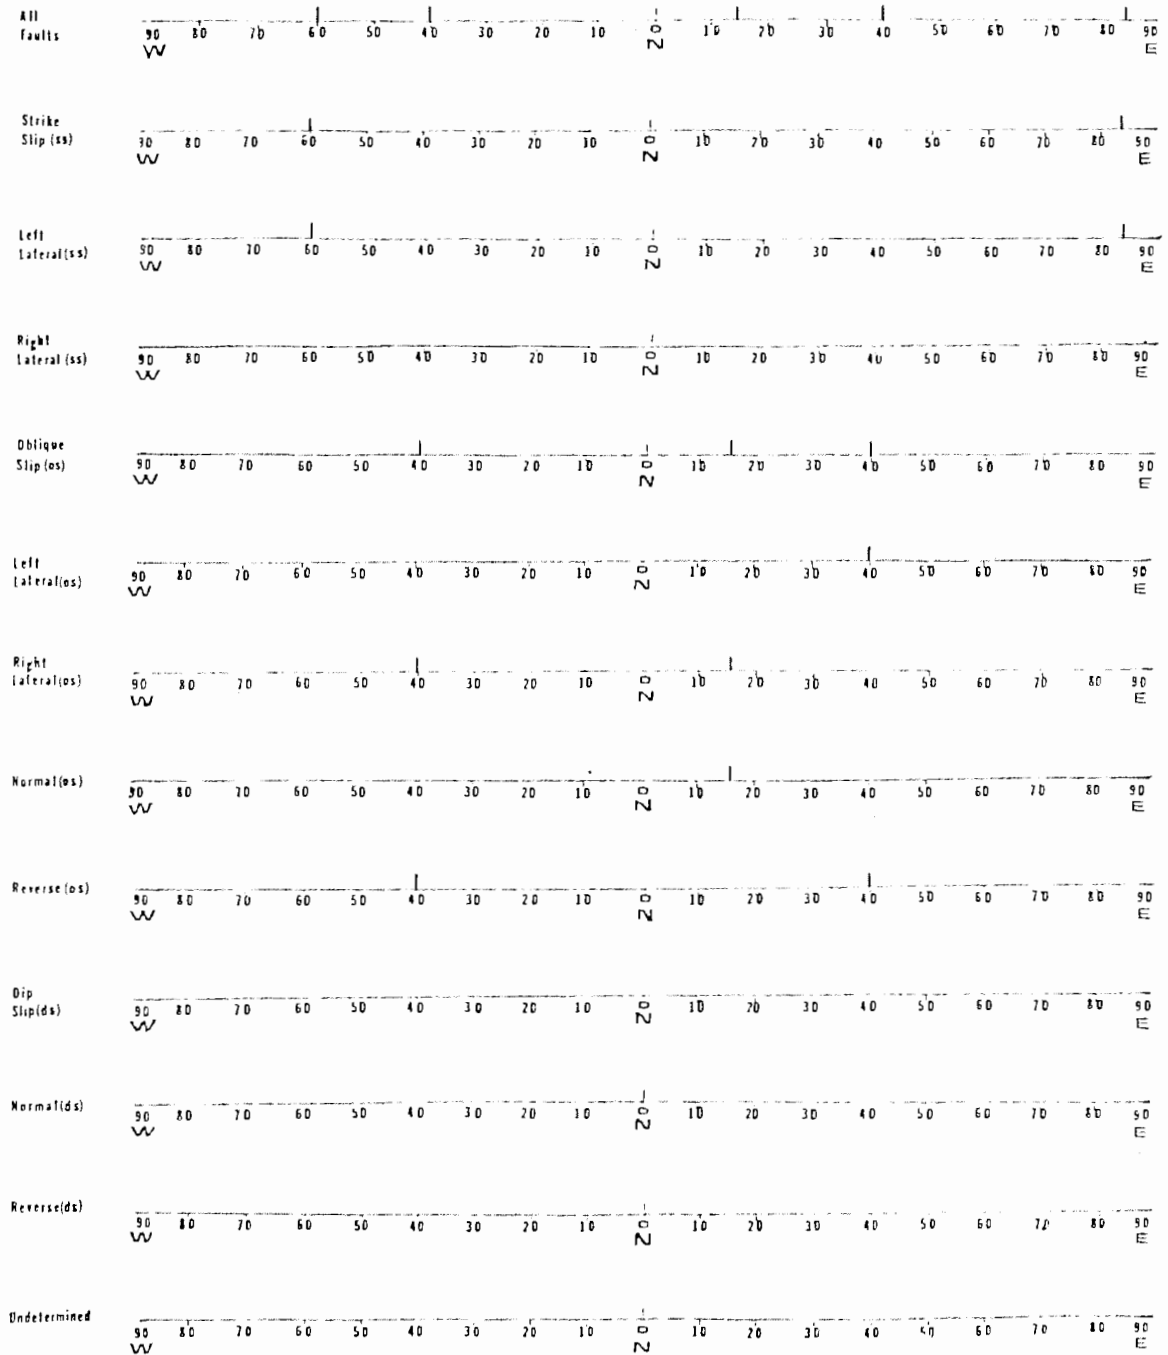 All
Faults
90 80 70 60 50 40 30 20 10 0 10 20 30 40 50 60 70 80 90
W N E
Strike
Slip (ss)
90 80 70 60 50 40 30 20 10 0 10 20 30 40 50 60 70 80 90
W N E
Left
Lateral (ss)
90 80 70 60 50 40 30 20 10 0 10 20 30 40 50 60 70 80 90
W N E
Right
Lateral (ss)
90 80 70 60 50 40 30 20 10 0 10 20 30 40 50 60 70 80 90
W N E
Oblique
Slip (os)
90 80 70 60 50 40 30 20 10 0 10 20 30 40 50 60 70 80 90
W N E
Left
Lateral(os)
90 80 70 60 50 40 30 20 10 0 10 20 30 40 50 60 70 80 90
W N E
Right
Lateral(os)
90 80 70 60 50 40 30 20 10 0 10 20 30 40 50 60 70 80 90
W N E
Normal(os)
90 80 70 60 50 40 30 20 10 0 10 20 30 40 50 60 70 80 90
W N E
Reverse (os)
90 80 70 60 50 40 30 20 10 0 10 20 30 40 50 60 70 80 90
W N E
Dip
Slip(ds)
90 80 70 60 50 40 30 20 10 0 10 20 30 40 50 60 70 80 90
W N E
Normal(ds)
90 80 70 60 50 40 30 20 10 0 10 20 30 40 50 60 70 80 90
W N E
Reverse(ds)
90 80 70 60 50 40 30 20 10 0 10 20 30 40 50 60 70 80 90
W N E
Undetermined
90 80 70 60 50 40 30 20 10 0 10 20 30 40 50 60 70 80 90
W N E